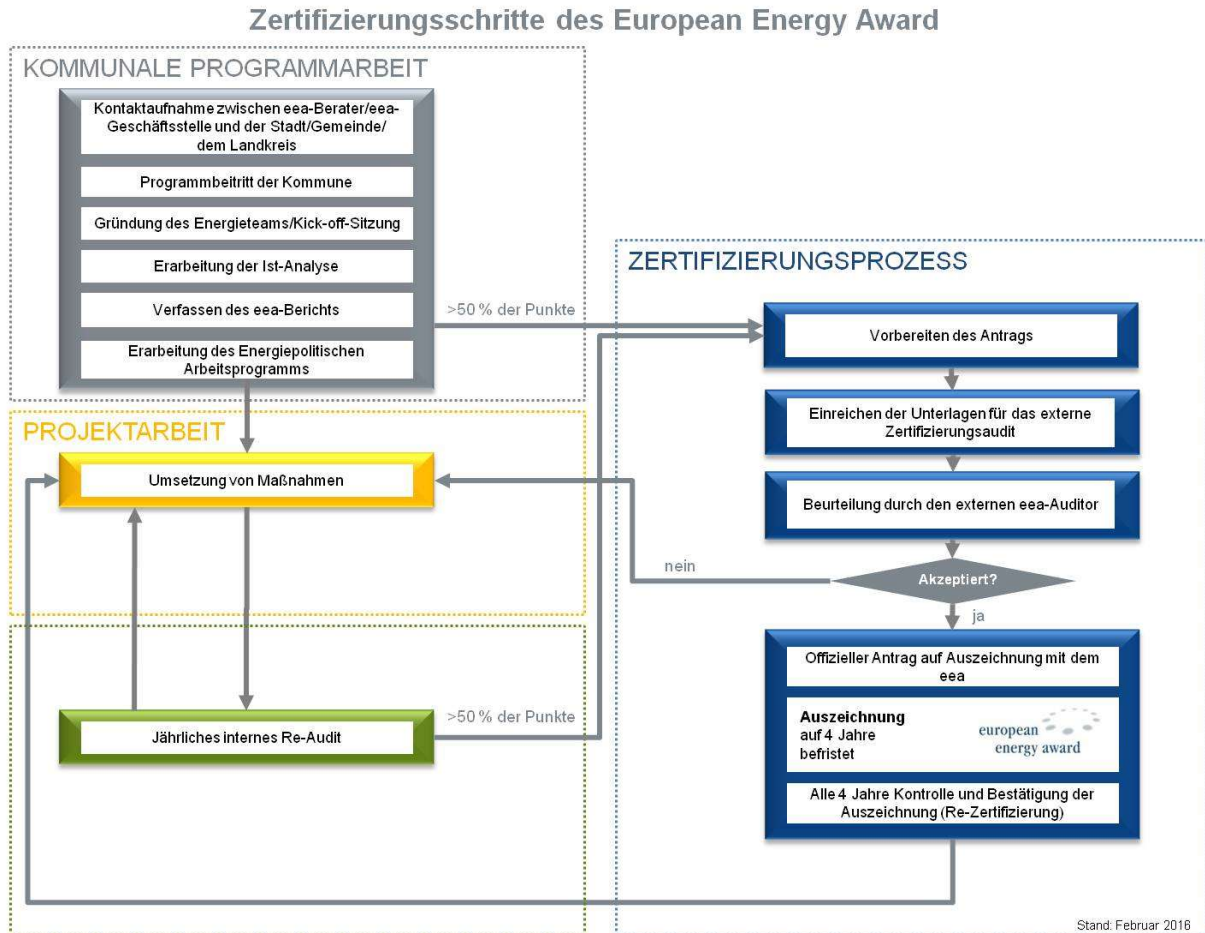 Zertifizierungsschritte des European Energy Award
KOMMUNALE PROGRAMMARBEIT
Kontaktaufnahme zwischen eea-Berater/eea-
Geschäftsstelle und der Stadt/Gemeinde/
dem Landkreis
Programmbeitritt der Kommune
Gründung des Energieteams/Kick-off-Sitzung
Erarbeitung der Ist-Analyse
Verfassen des eea-Berichts
Erarbeitung des Energiepolitischen
Arbeitsprogramms
>50 % der Punkte
PROJEKTARBEIT
Umsetzung von Maßnahmen
Jährliches internes Re-Audit
>50 % der Punkte
ZERTIFIZIERUNGSPROZESS
Vorbereiten des Antrags
Einreichen der Unterlagen für das externe
Zertifizierungsaudit
Beurteilung durch den externen eea-Auditor
Akzeptiert?
nein
ja
Offizieller Antrag auf Auszeichnung mit dem
eea
Auszeichnung
auf 4 Jahre
befristet
european
energy award
Alle 4 Jahre Kontrolle und Bestätigung der
Auszeichnung (Re-Zertifizierung)
Stand: Februar 2016